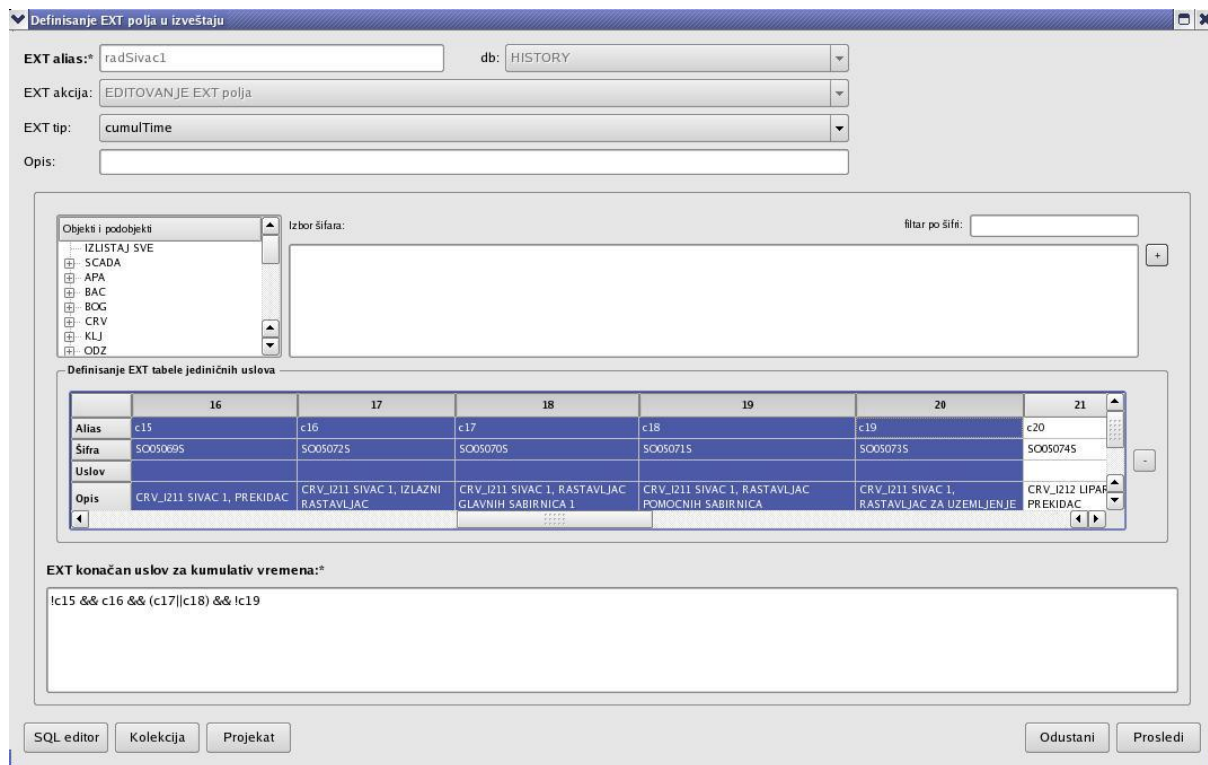 Definisanje EXT polja u izveštaju
EXT alias:* radSivac1 db: HISTORY
EXT akcija: EDITOVANJE EXT polja
EXT tip: cumulTime
Opis:
Objekti i podobjekti Izbor šifara: filtar po šifri:
IZLISTAJ SVE
SCADA
APA
BAC
BOG
CRV
KLJ
ODZ
+
Definisanje EXT tabele jediničnih uslova
16 17 18 19 20 21
Alias c15 c16 c17 c18 c19 c20
Šifra SO05069S SO05072S SO05070S SO05071S SO05073S SO05074S
Uslov
Opis CRV_I211 SIVAC 1, PREKIDAC CRV_I211 SIVAC 1, IZLAZNI RASTAVLJAC CRV_I211 SIVAC 1, RASTAVLJAC GLAVNIH SABIRNICA 1 CRV_I211 SIVAC 1, RASTAVLJAC POMOCNIH SABIRNICA CRV_I211 SIVAC 1, RASTAVLJAC ZA UZEMLJENJE CRV_I212 LIPAR PREKIDAC
-
EXT konačan uslov za kumulativ vremena:*
!c15 && c16 && (c17||c18) && !c19
SQL editor Kolekcija Projekat Odustani Prosledi